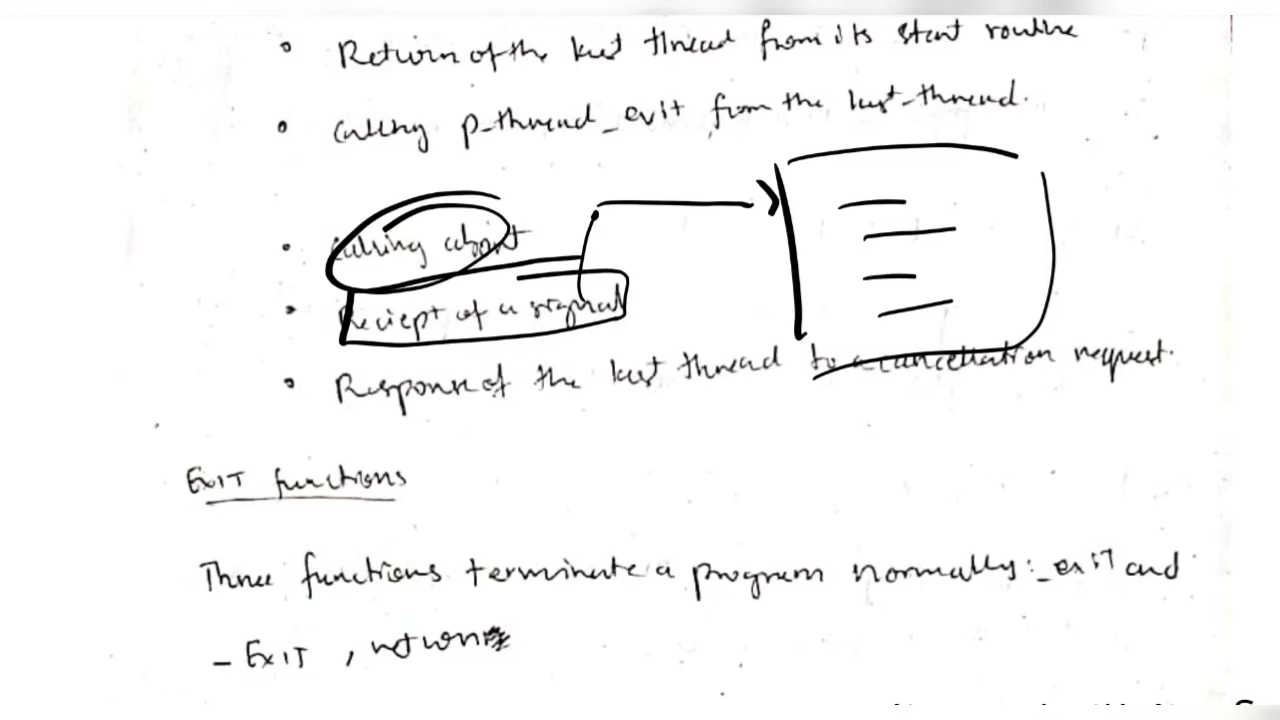 Return of the last thread from its start routine
Calling p-thread_exit from the last-thread.
Calling abort
Reciept of a signal
Response of the last thread to a cancellation request.
EXIT functions
Three functions terminate a program normally: _exit and
- EXIT , return